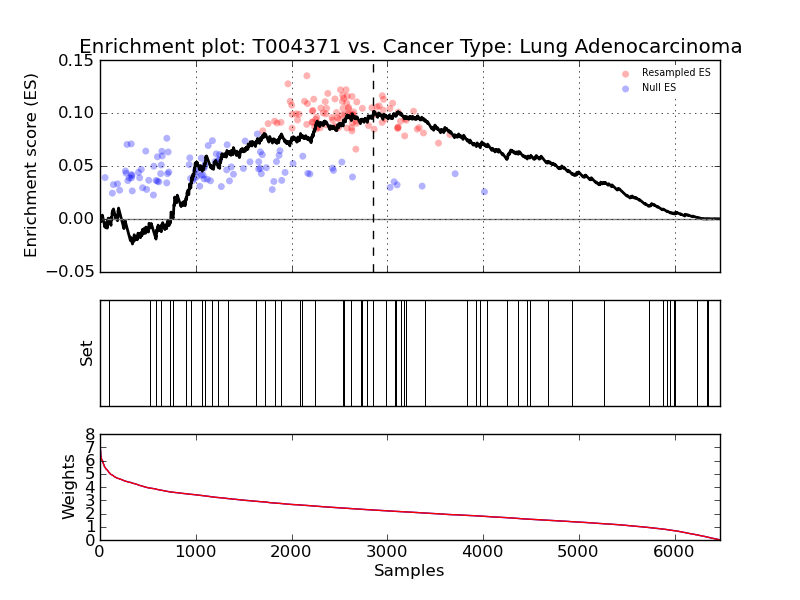 Enrichment plot: T004371 vs. Cancer Type: Lung Adenocarcinoma
0.15
0.10
0.05
0.00
−0.05
Enrichment score (ES)
Resampled ES
Null ES
Set
8
7
6
5
4
3
2
1
0
Weights
0 1000 2000 3000 4000 5000 6000
Samples